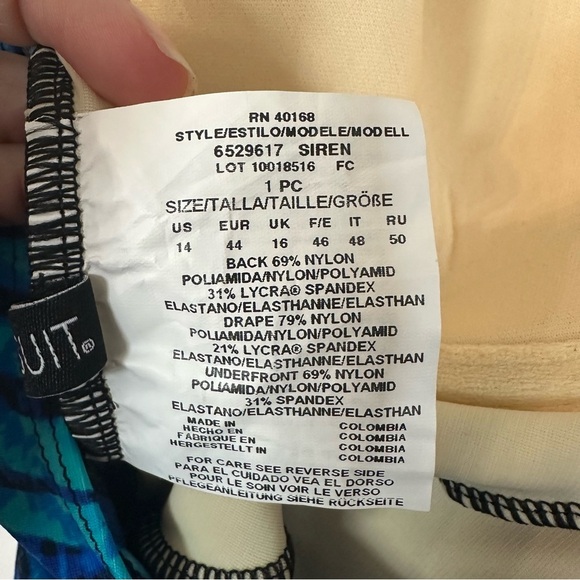 RN 40168
STYLE/ESTILO/MODELE/MODELL
6529617 SIREN
LOT 10018516 FC
1 PC
SIZE/TALLA/TAILLE/GRÖßE
US EUR UK F/E IT RU
14 44 16 46 48 50
BACK 69% NYLON
POLIAMIDA/NYLON/POLYAMID
31% LYCRA® SPANDEX
ELASTANO/ELASTHANNE/ELASTHAN
DRAPE 79% NYLON
POLIAMIDA/NYLON/POLYAMID
21% LYCRA® SPANDEX
ELASTANO/ELASTHANNE/ELASTHAN
UNDERFRONT 69% NYLON
POLIAMIDA/NYLON/POLYAMID
31% SPANDEX
ELASTANO/ELASTHANNE/ELASTHAN
MADE IN COLOMBIA
HECHO EN COLOMBIA
FABRIQUE EN COLOMBIA
HERGESTELLT IN COLOMBIA
FOR CARE SEE REVERSE SIDE
PARA EL CUIDADO VEA EL DORSO
POUR LE SOIN VOIR LE VERSO
PFLEGEANLEITUNG SIEHE RÜCKSEITE
UIT®